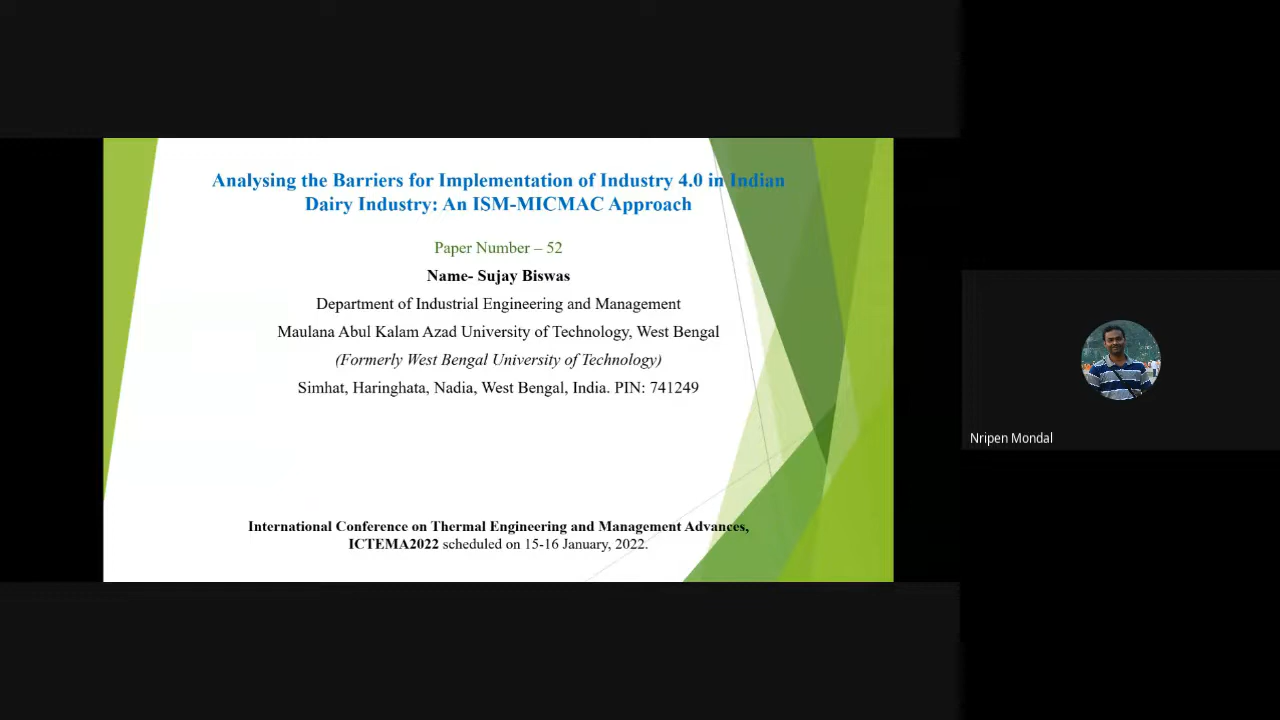 Analysing the Barriers for Implementation of Industry 4.0 in Indian
Dairy Industry: An ISM-MICMAC Approach
Paper Number – 52
Name- Sujay Biswas
Department of Industrial Engineering and Management
Maulana Abul Kalam Azad University of Technology, West Bengal
(Formerly West Bengal University of Technology)
Simhat, Haringhata, Nadia, West Bengal, India. PIN: 741249
International Conference on Thermal Engineering and Management Advances,
ICTEMA2022 scheduled on 15-16 January, 2022.
Nripen Mondal